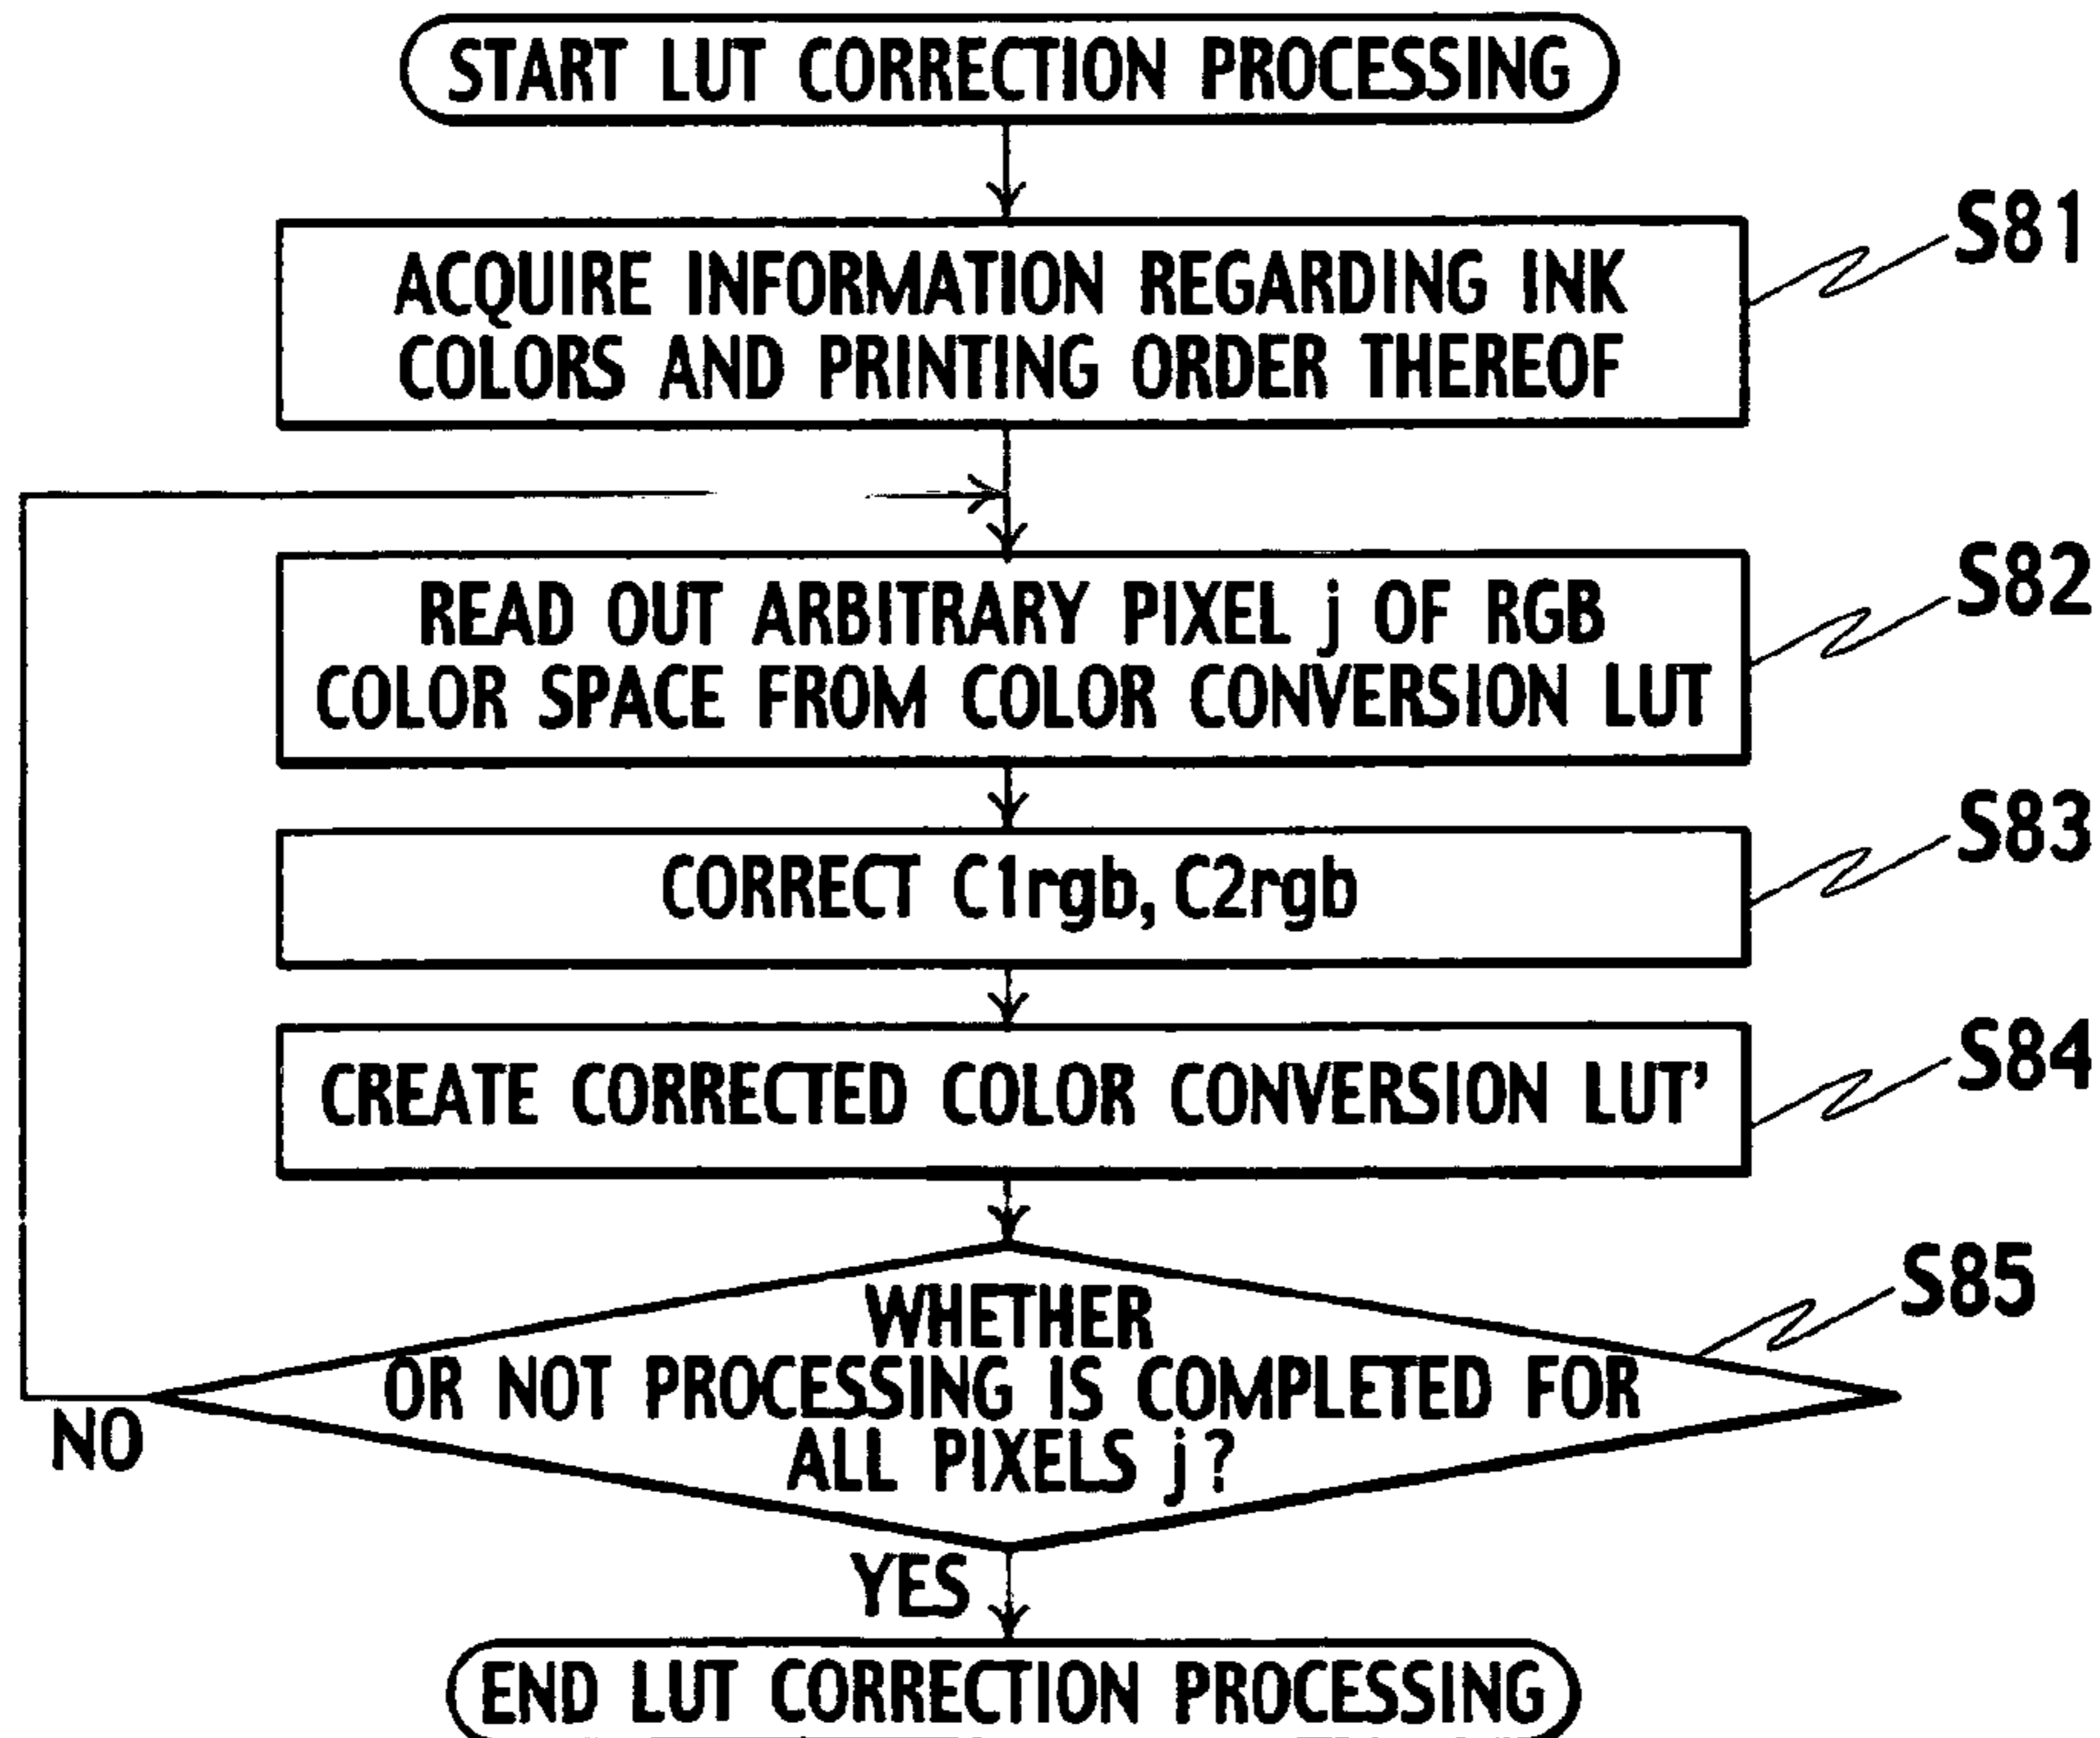 START LUT CORRECTION PROCESSING
S81
ACQUIRE INFORMATION REGARDING INK
COLORS AND PRINTING ORDER THEREOF
S82
READ OUT ARBITRARY PIXEL j OF RGB
COLOR SPACE FROM COLOR CONVERSION LUT
S83
CORRECT C1rgb, C2rgb
S84
CREATE CORRECTED COLOR CONVERSION LUT’
S85
WHETHER
OR NOT PROCESSING IS COMPLETED FOR
ALL PIXELS j?
NO
YES
END LUT CORRECTION PROCESSING